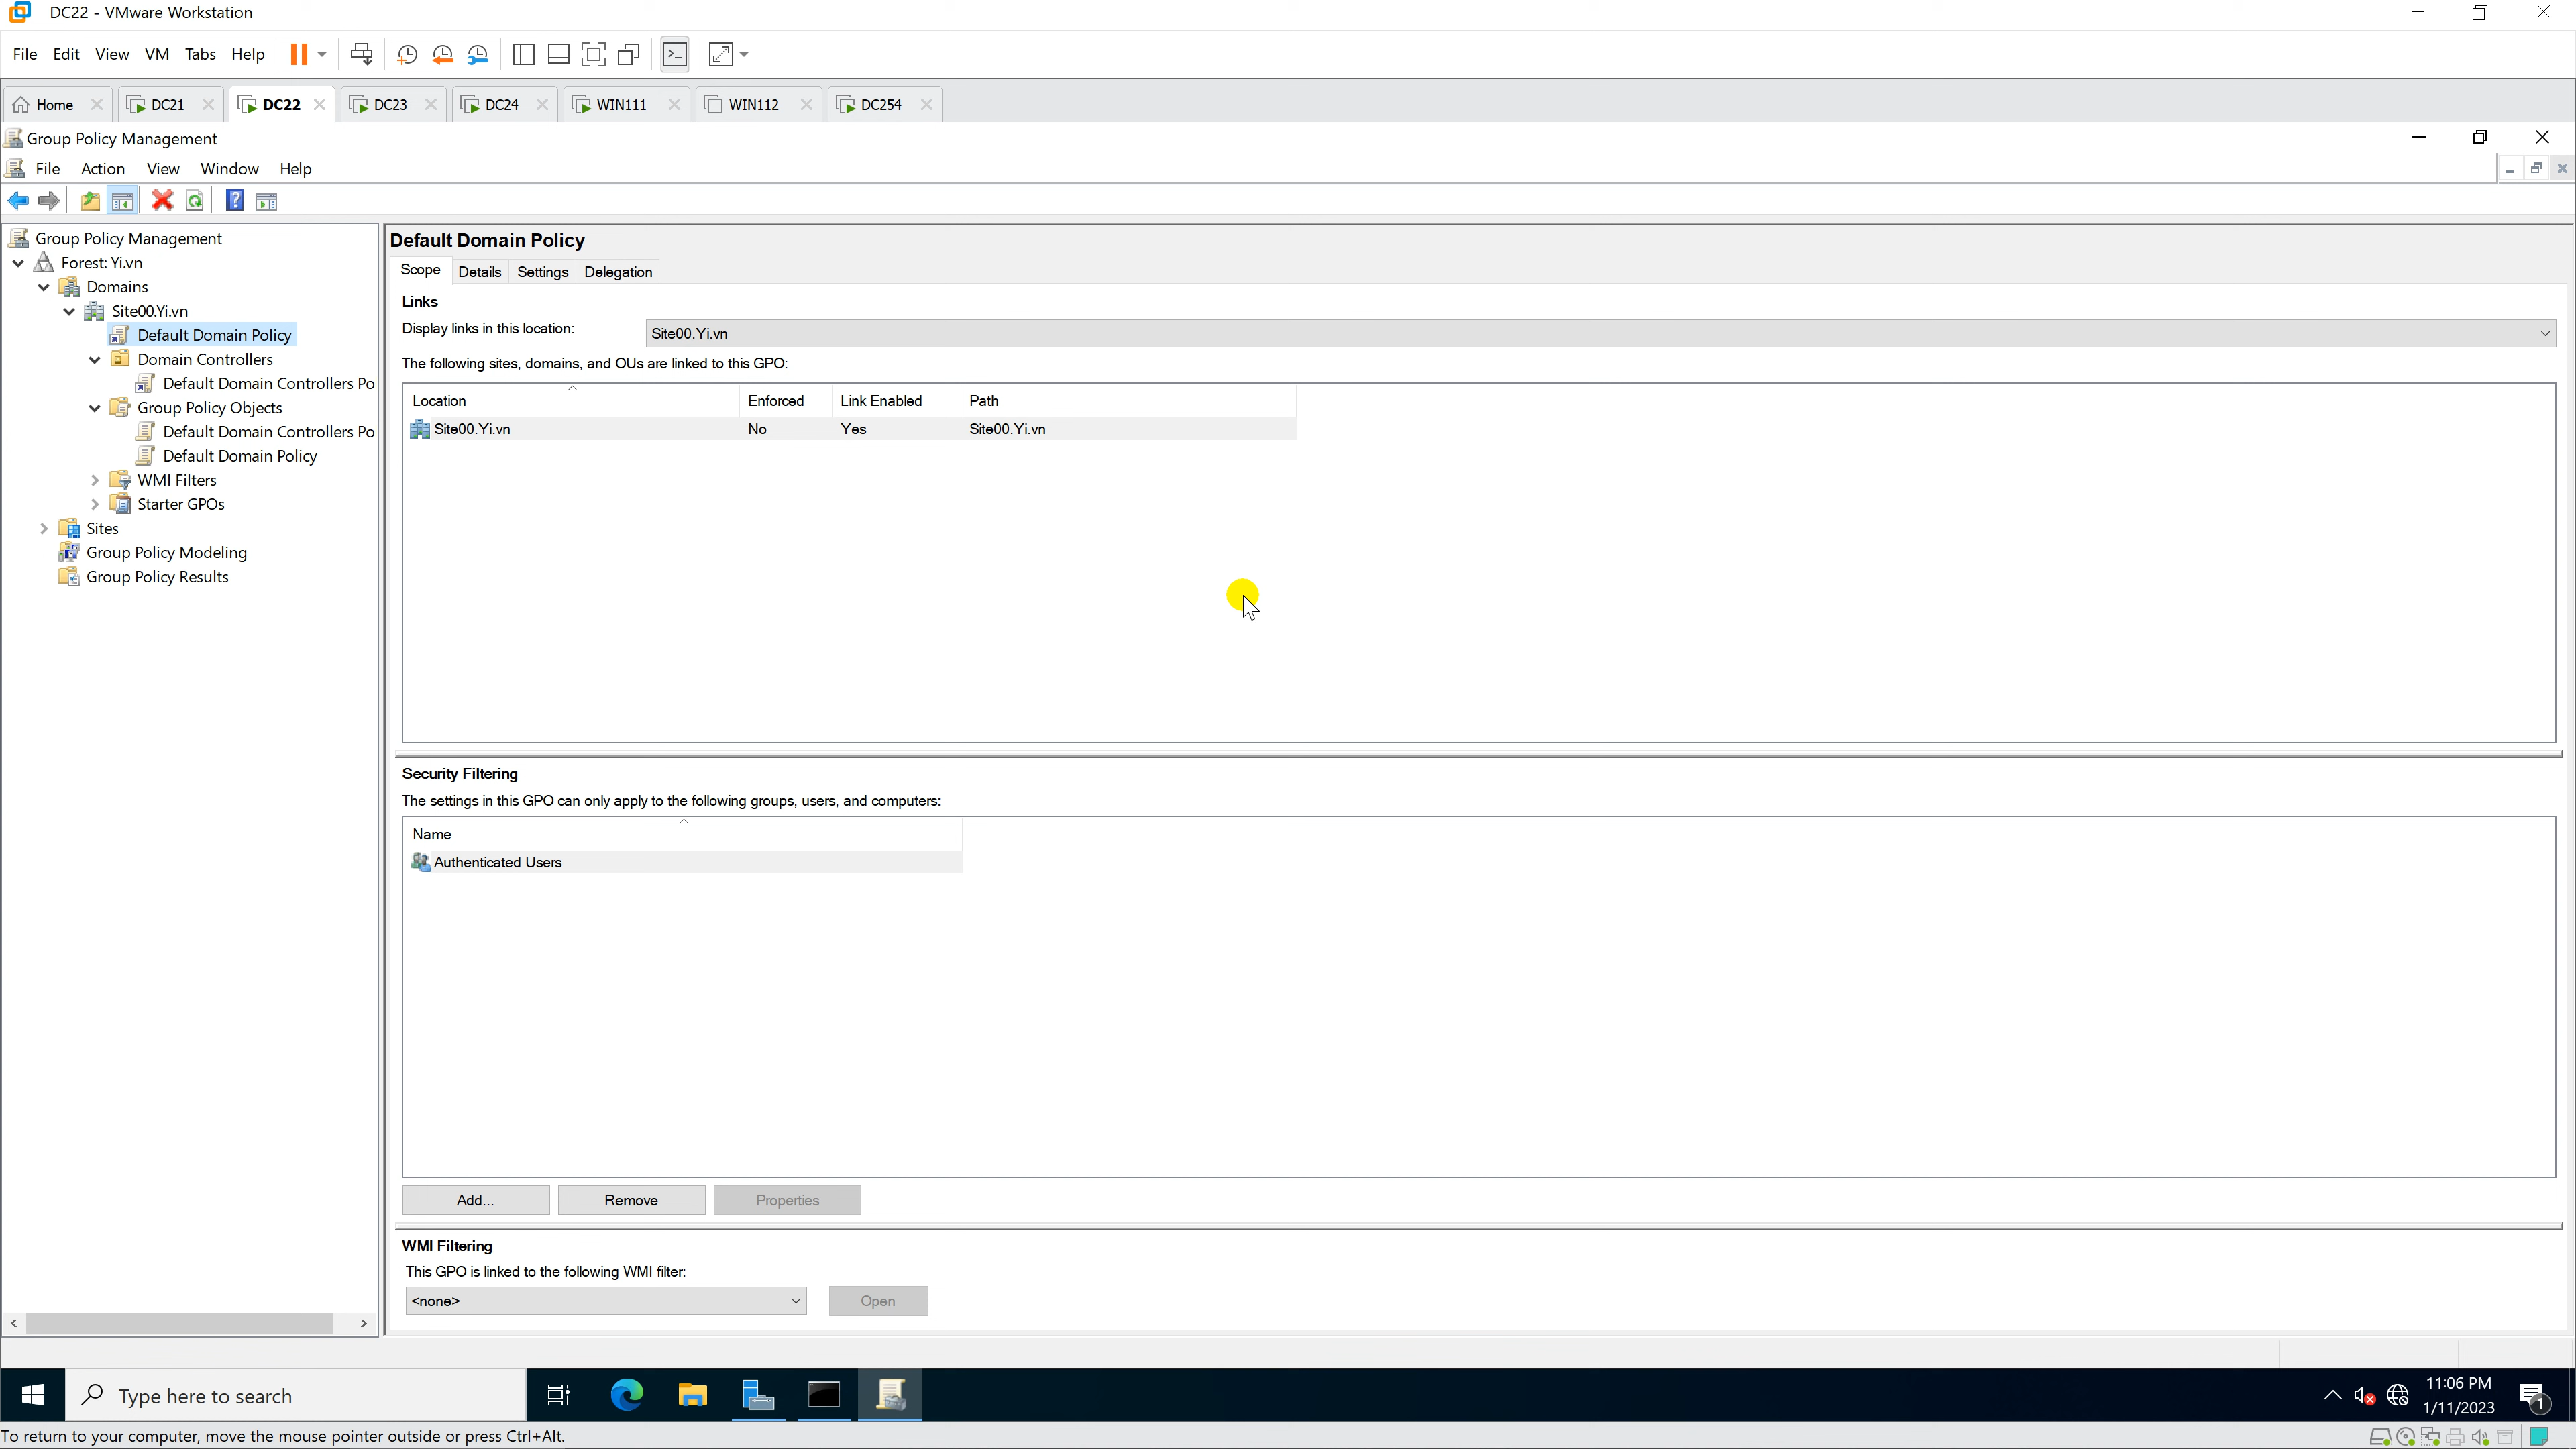 DC22 - VMware Workstation
File Edit View VM Tabs Help
Home DC21 DC22 DC23 DC24 WIN111 WIN112 DC254
Group Policy Management
File Action View Window Help
Group Policy Management
Forest: Yi.vn
Domains
Site00.Yi.vn
Default Domain Policy
Domain Controllers
Default Domain Controllers Po
Group Policy Objects
Default Domain Controllers Po
Default Domain Policy
WMI Filters
Starter GPOs
Sites
Group Policy Modeling
Group Policy Results
Default Domain Policy
Scope Details Settings Delegation
Links
Display links in this location: Site00.Yi.vn
The following sites, domains, and OUs are linked to this GPO:
Location Enforced Link Enabled Path
Site00.Yi.vn No Yes Site00.Yi.vn
Security Filtering
The settings in this GPO can only apply to the following groups, users, and computers:
Name
Authenticated Users
Add... Remove Properties
WMI Filtering
This GPO is linked to the following WMI filter:
<none> Open
Type here to search
11:06 PM
1/11/2023
1
To return to your computer, move the mouse pointer outside or press Ctrl+Alt.